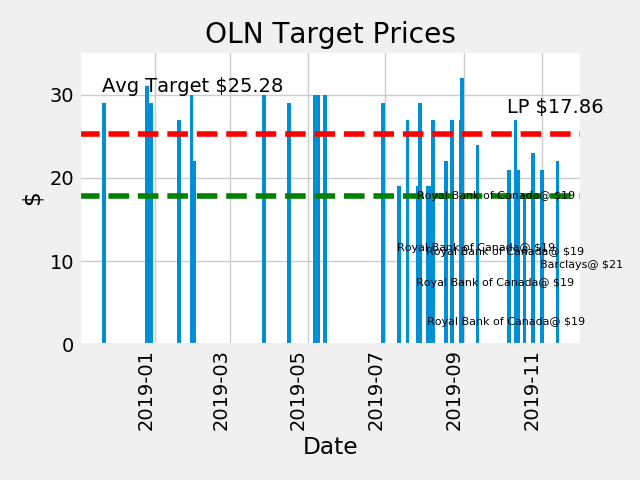 OLN Target Prices
Avg Target $25.28
LP $17.86
30
20
10
0
$
Royal Bank of Canada@ $19
Royal Bank of Canada@ $19
Royal Bank of Canada@ $19
Barclays@ $21
Royal Bank of Canada@ $19
Royal Bank of Canada@ $19
2019-01
2019-03
2019-05
2019-07
2019-09
2019-11
Date